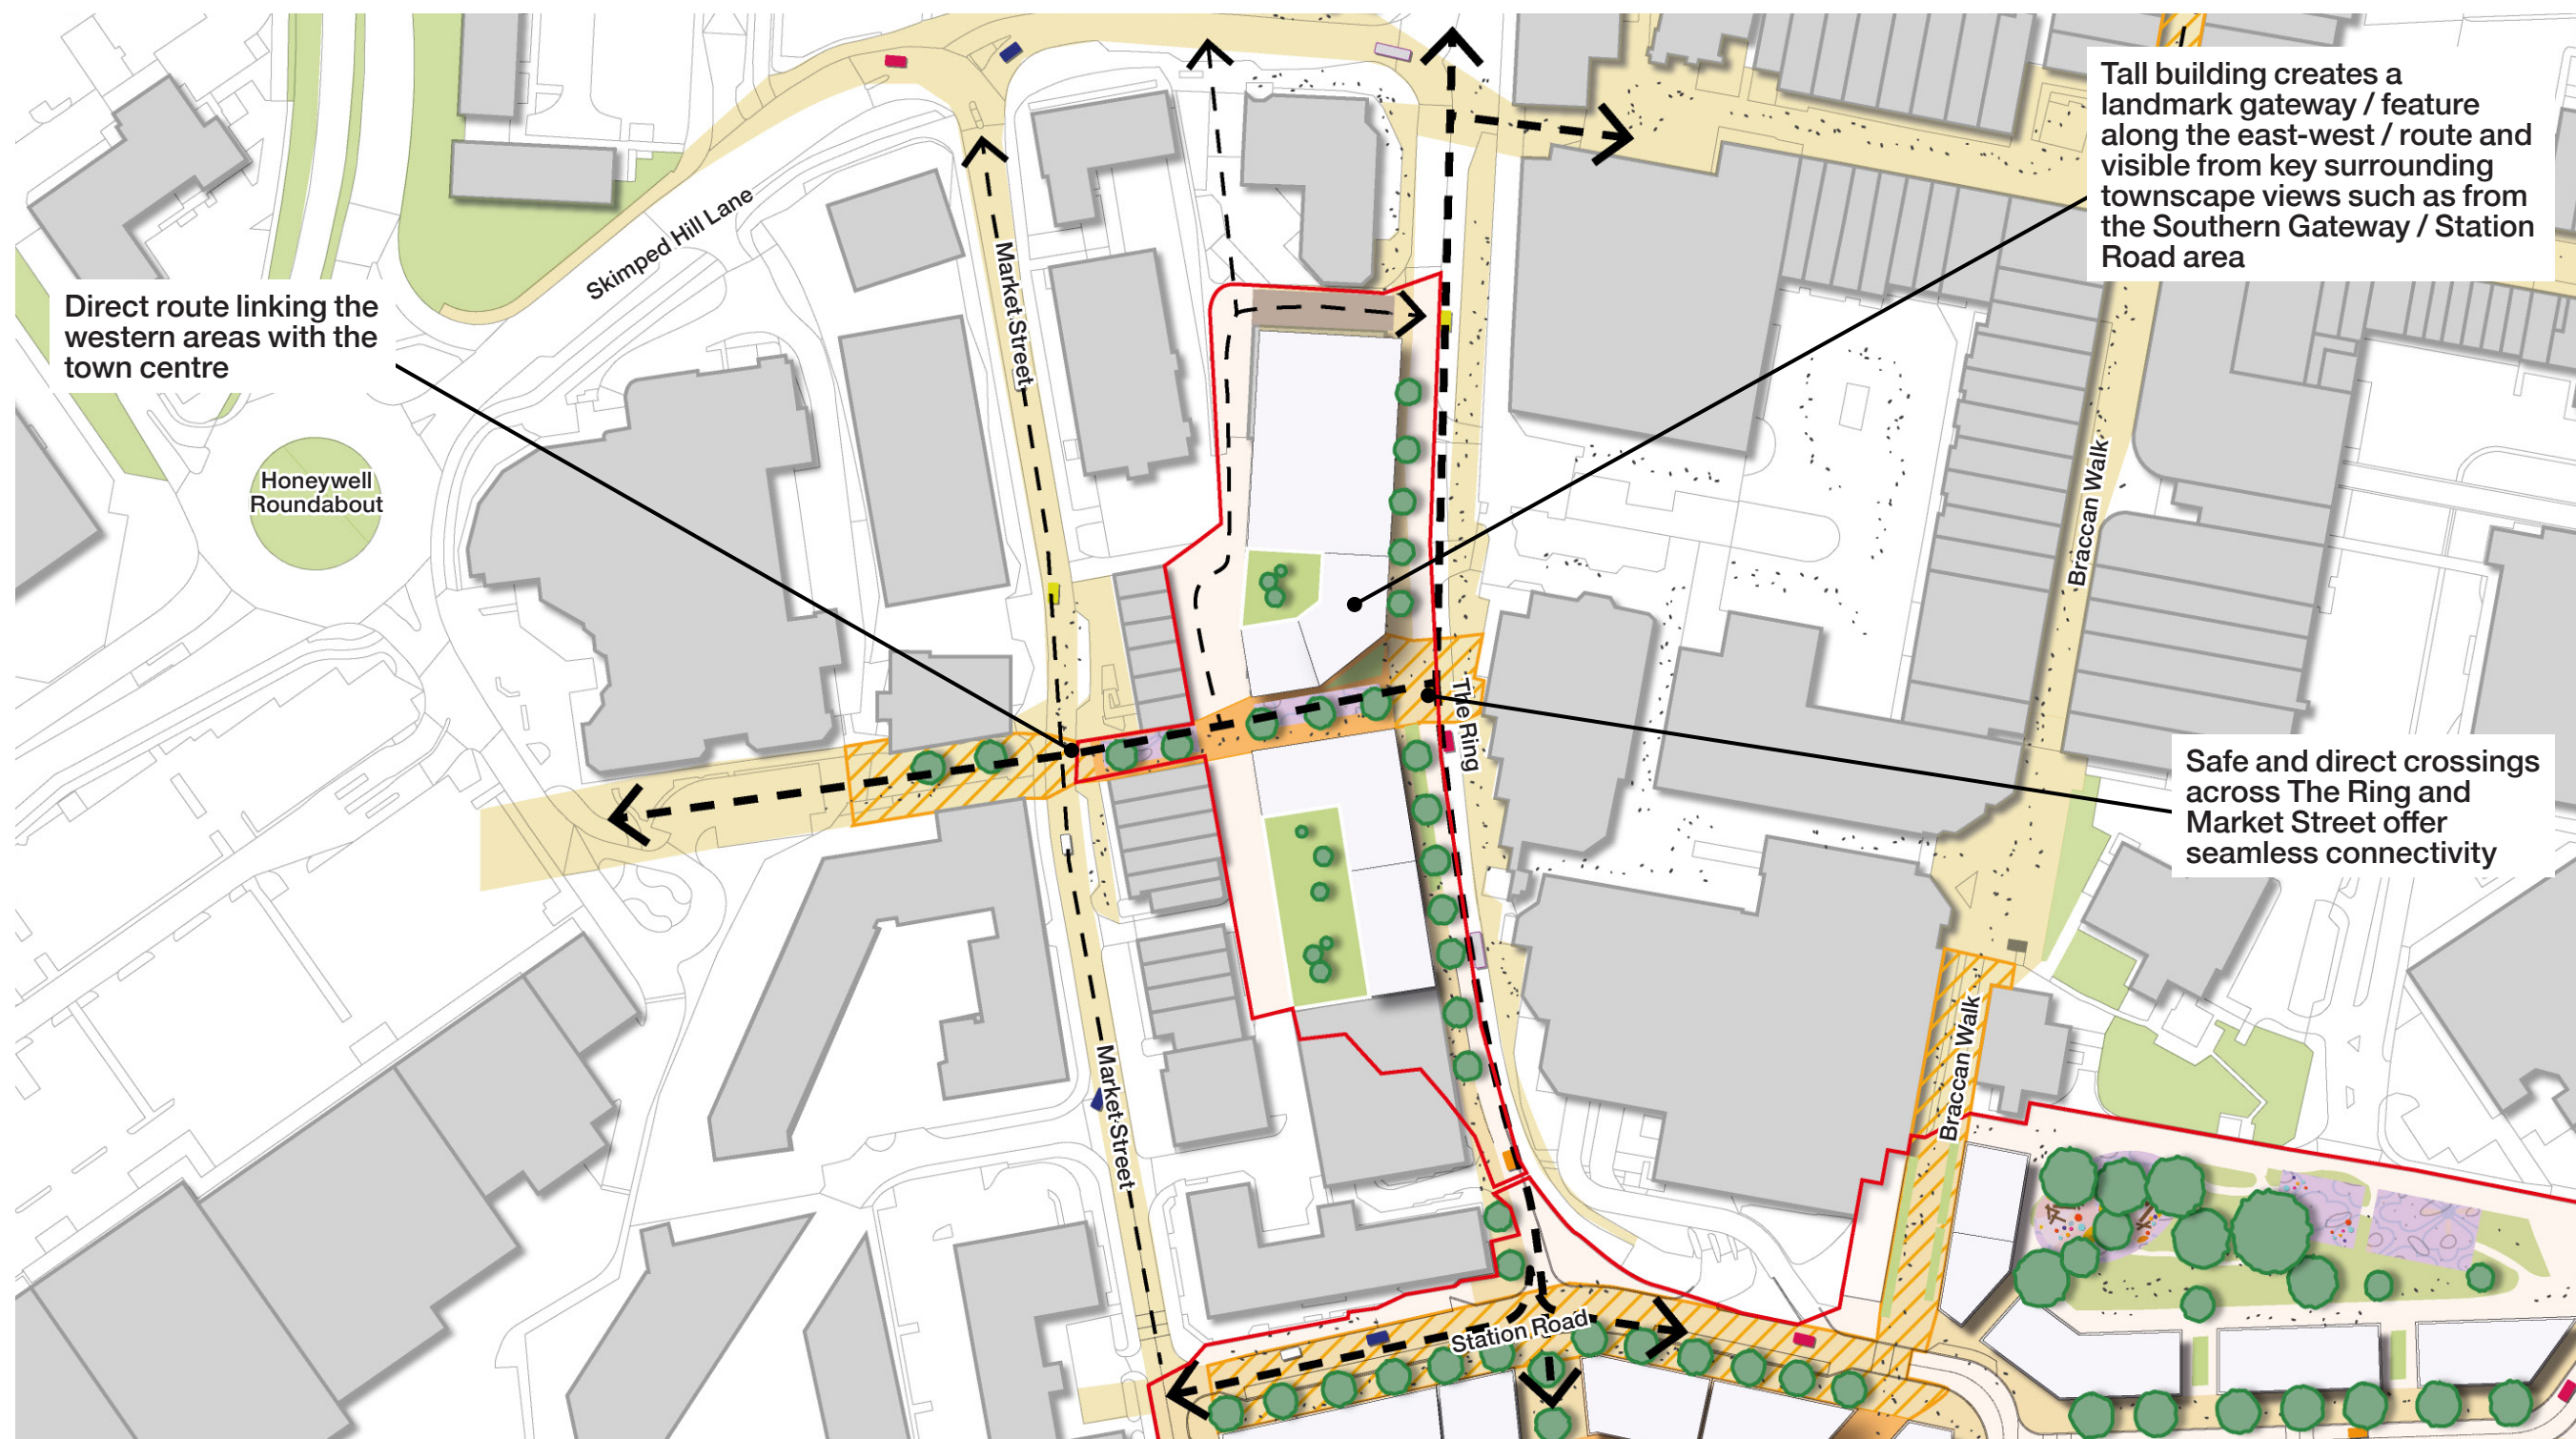 Tall building creates a
landmark gateway / feature
along the east-west / route and
visible from key surrounding
townscape views such as from
the Southern Gateway / Station
Road area
Skimped Hill Lane
Market Street
Direct route linking the
western areas with the
town centre
Honeywell
Roundabout
Braccan Walk
The Ring
Safe and direct crossings
across The Ring and
Market Street offer
seamless connectivity
Braccan Walk
Market Street
Station Road